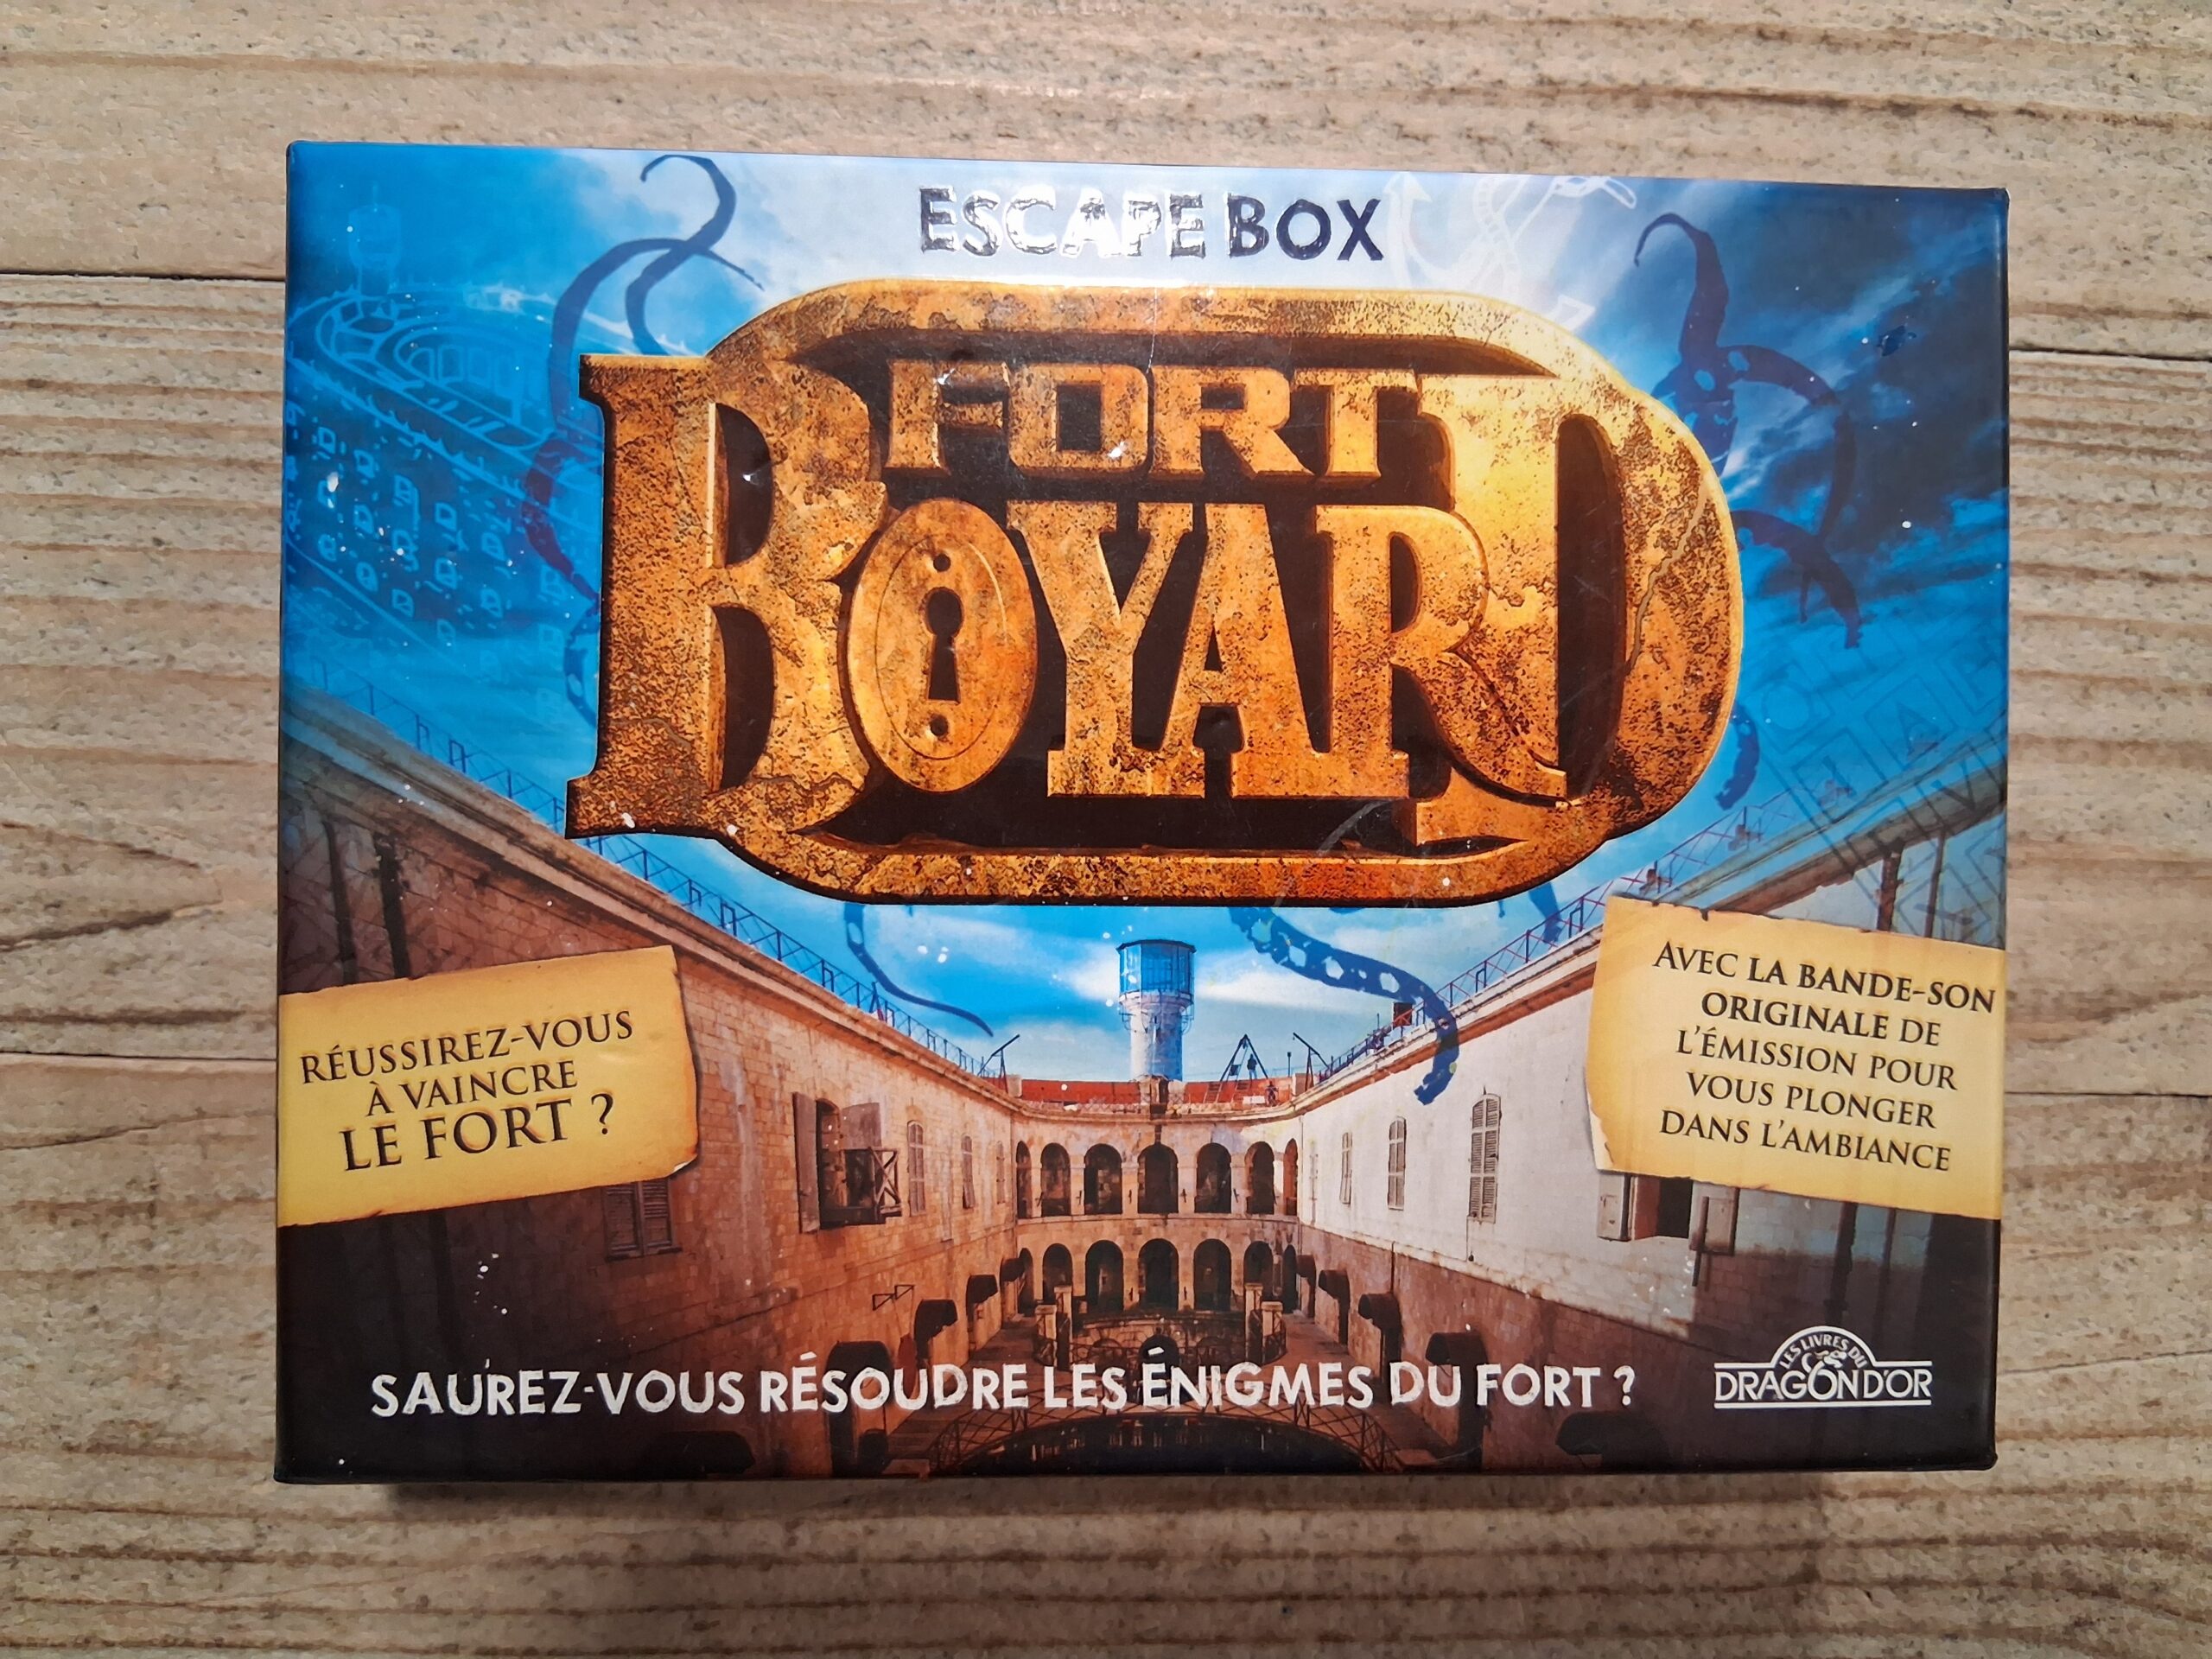 ESCAPE BOX
FORT
BOYARD
RÉUSSIREZ-VOUS
À VAINCRE
LE FORT ?
AVEC LA BANDE-SON
ORIGINALE DE
L'ÉMISSION POUR
VOUS PLONGER
DANS L'AMBIANCE
SAUREZ-VOUS RÉSOUDRE LES ÉNIGMES DU FORT ?
LES LIVRES DU
DRAGON D'OR